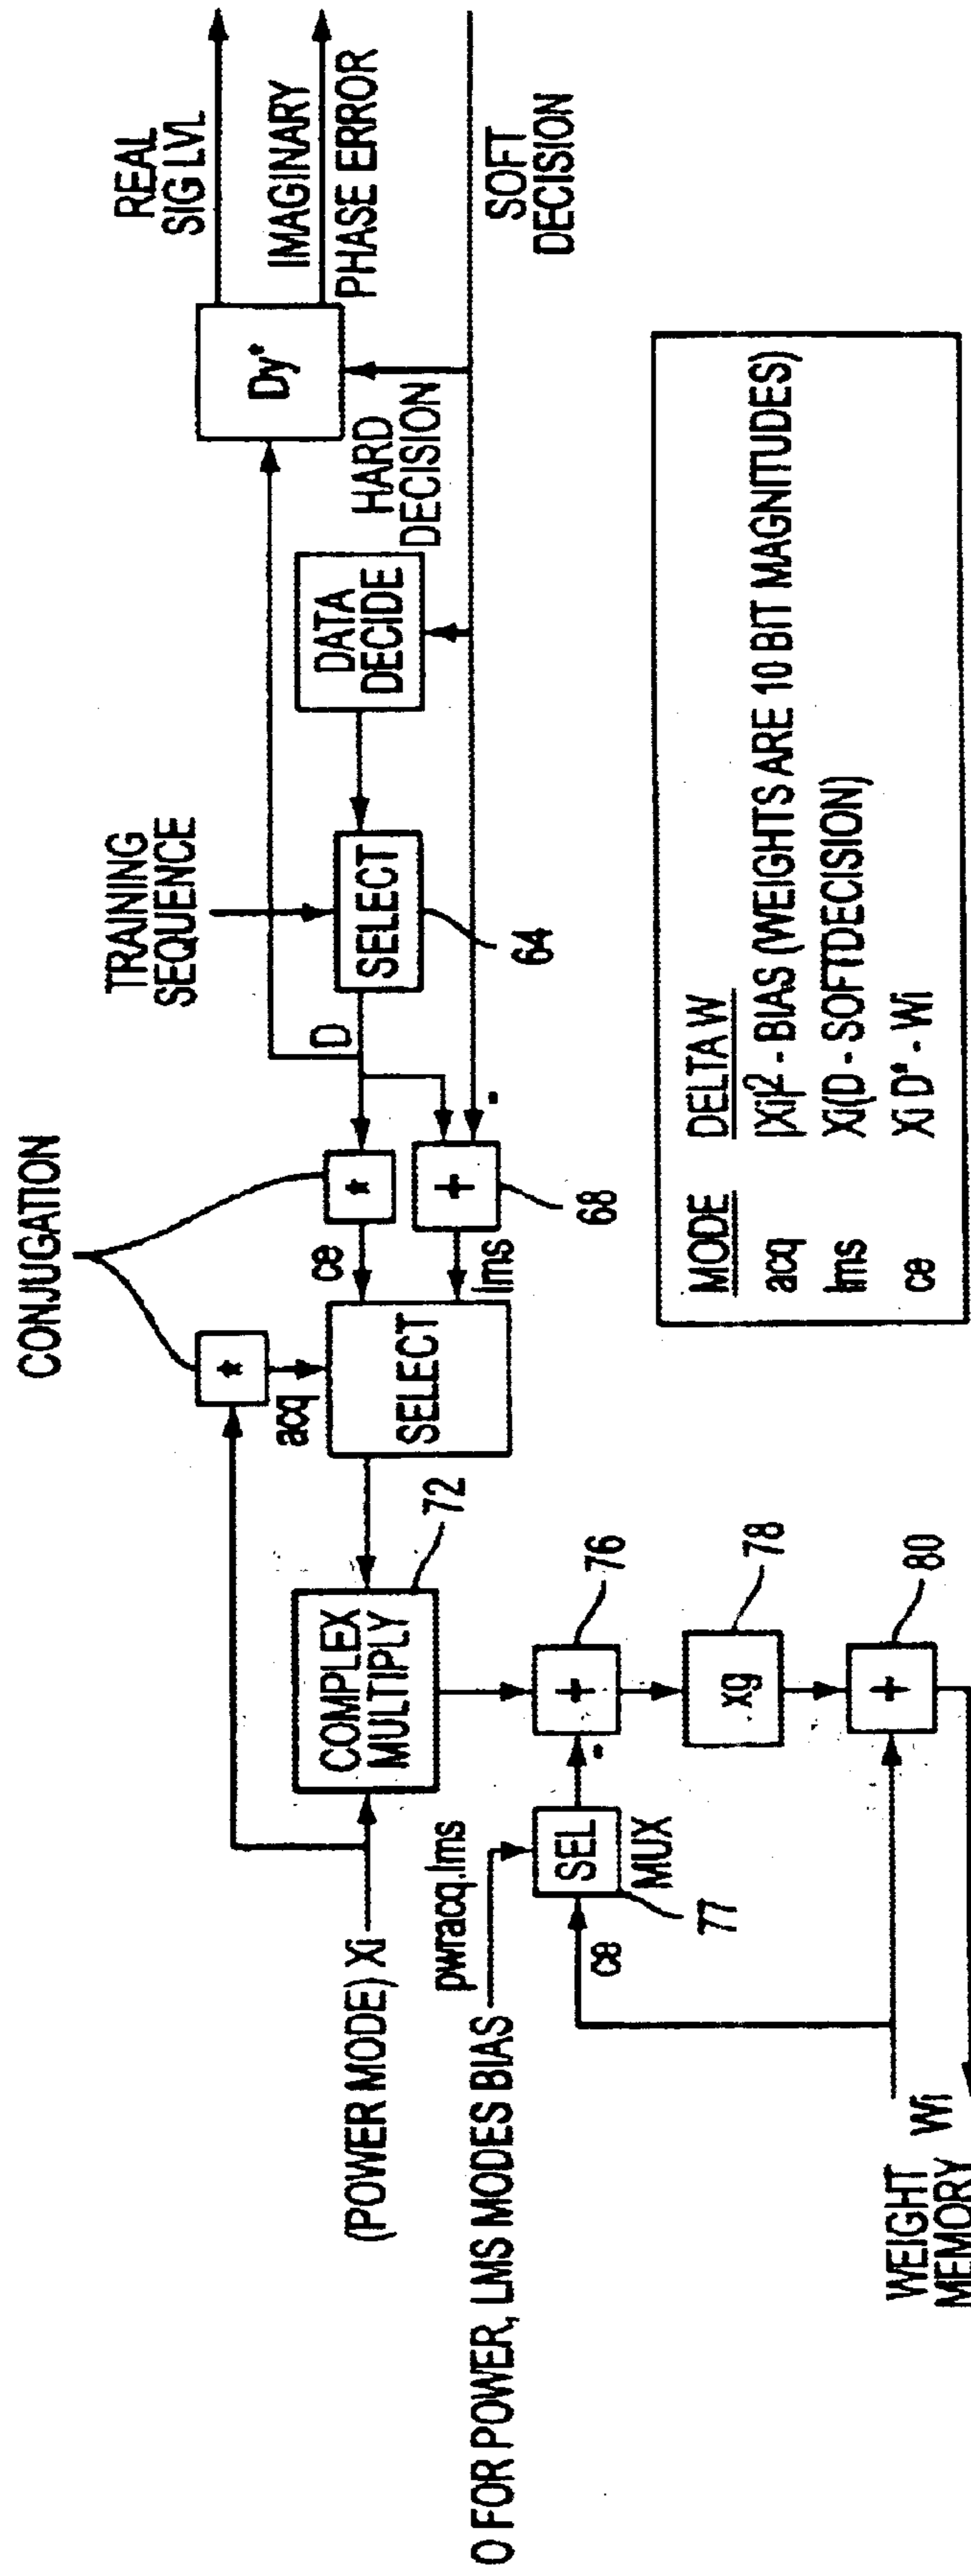 CONJUGATION
TRAINING
SEQUENCE
REAL
SIG LVL
IMAGINARY
PHASE ERROR
Dy*
HARD
DECISION
SOFT
DECISION
DATA
DECIDE
SELECT
64
D
*
ce
+
-
68
lms
*
acq
SELECT
COMPLEX
MULTIPLY
72
(POWER MODE) Xi
pwracq.lms
O FOR POWER, LMS MODES BIAS
SEL
MUX
77
ce
+
-
76
xg
78
+
80
WEIGHT Wi
MEMORY
MODE DELTA W
acq |Xi|2 - BIAS (WEIGHTS ARE 10 BIT MAGNITUDES)
lms Xi(D - SOFTDECISION)
ce Xi D* - Wi